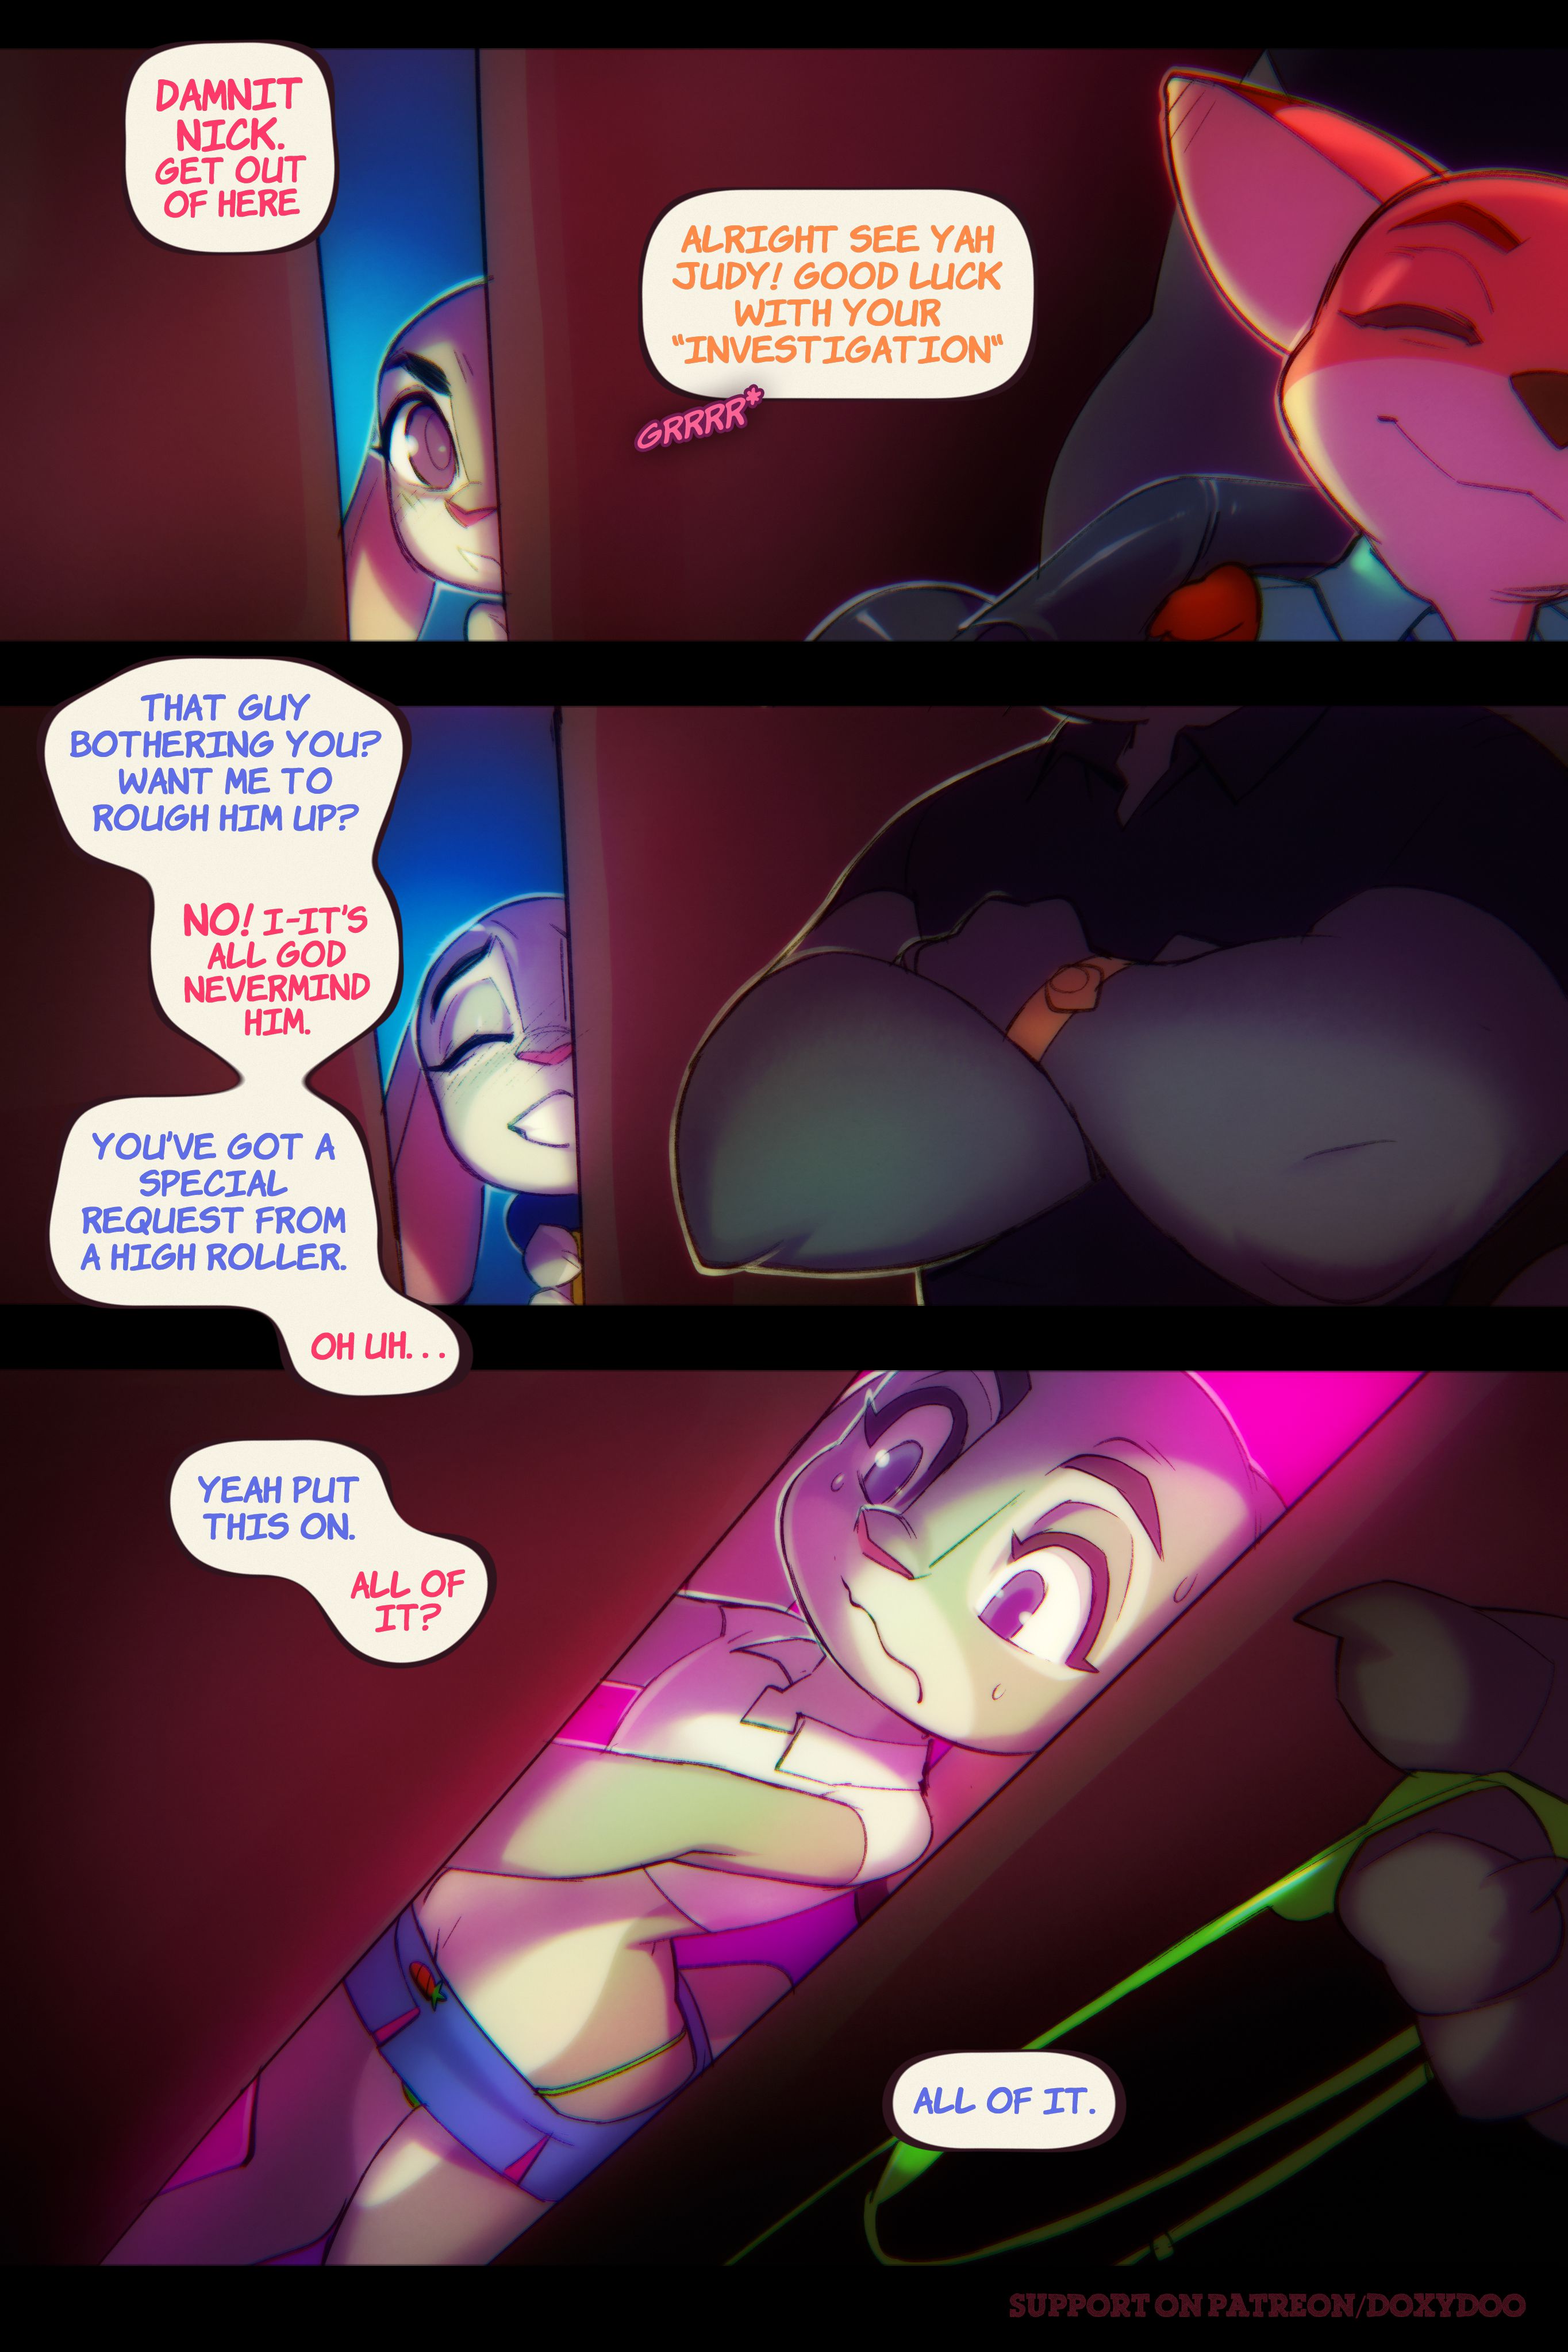 DAMNIT
NICK.
GET OUT
OF HERE
ALRIGHT SEE YAH
JUDY! GOOD LUCK
WITH YOUR
"INVESTIGATION"
GRRRR*
THAT GUY
BOTHERING YOU?
WANT ME TO
ROUGH HIM UP?
NO! I-IT'S
ALL GOD
NEVERMIND
HIM.
YOU'VE GOT A
SPECIAL
REQUEST FROM
A HIGH ROLLER.
OH UH. . .
YEAH PUT
THIS ON.
ALL OF
IT?
ALL OF IT.
SUPPORT ON PATREON/DOXYDOO